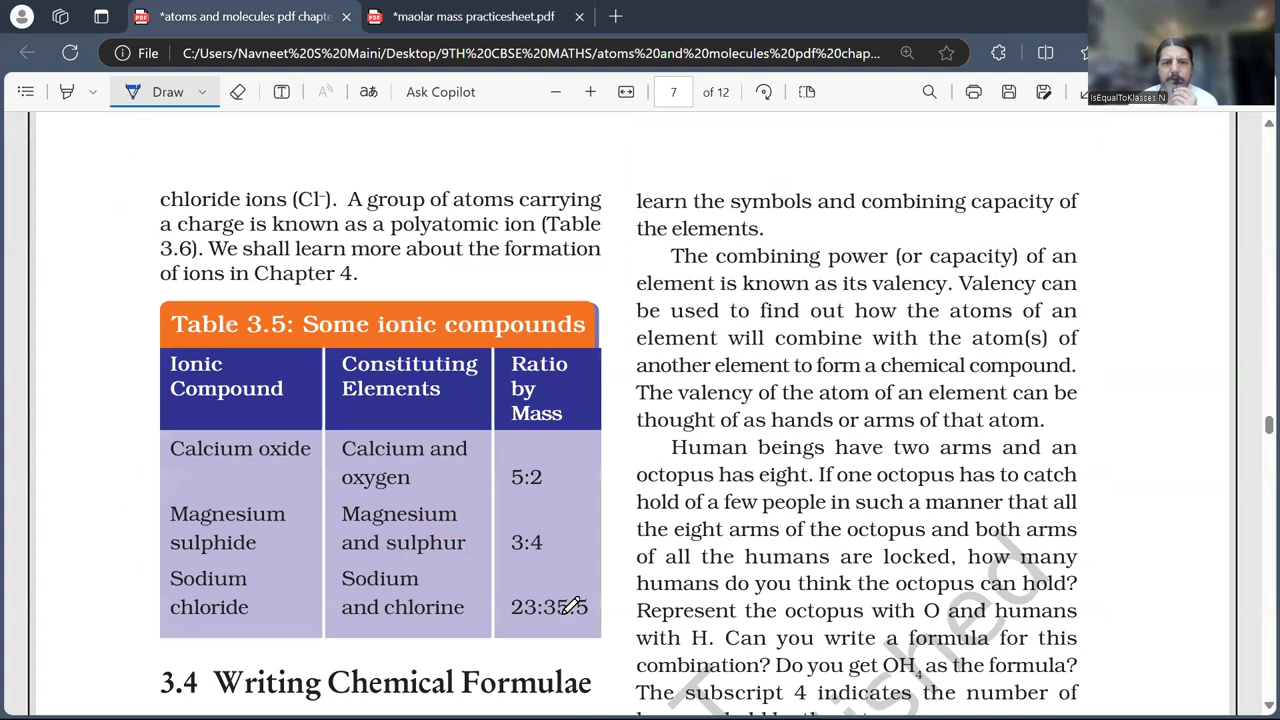 *atoms and molecules pdf chapte
*maolar mass practicesheet.pdf
File
C:/Users/Navneet%20S%20Maini/Desktop/9TH%20CBSE%20MATHS/atoms%20and%20molecules%20pdf%20chap...
IsEqualToKlasses N
Draw
Ask Copilot
7 of 12
chloride ions (Cl⁻). A group of atoms carrying
a charge is known as a polyatomic ion (Table
3.6). We shall learn more about the formation
of ions in Chapter 4.
Table 3.5: Some ionic compounds
Ionic Compound Constituting Elements Ratio by Mass
Calcium oxide Calcium and oxygen 5:2
Magnesium sulphide Magnesium and sulphur 3:4
Sodium chloride Sodium and chlorine 23:35.5
3.4 Writing Chemical Formulae
learn the symbols and combining capacity of
the elements.
The combining power (or capacity) of an
element is known as its valency. Valency can
be used to find out how the atoms of an
element will combine with the atom(s) of
another element to form a chemical compound.
The valency of the atom of an element can be
thought of as hands or arms of that atom.
Human beings have two arms and an
octopus has eight. If one octopus has to catch
hold of a few people in such a manner that all
the eight arms of the octopus and both arms
of all the humans are locked, how many
humans do you think the octopus can hold?
Represent the octopus with O and humans
with H. Can you write a formula for this
combination? Do you get OH₄ as the formula?
The subscript 4 indicates the number of